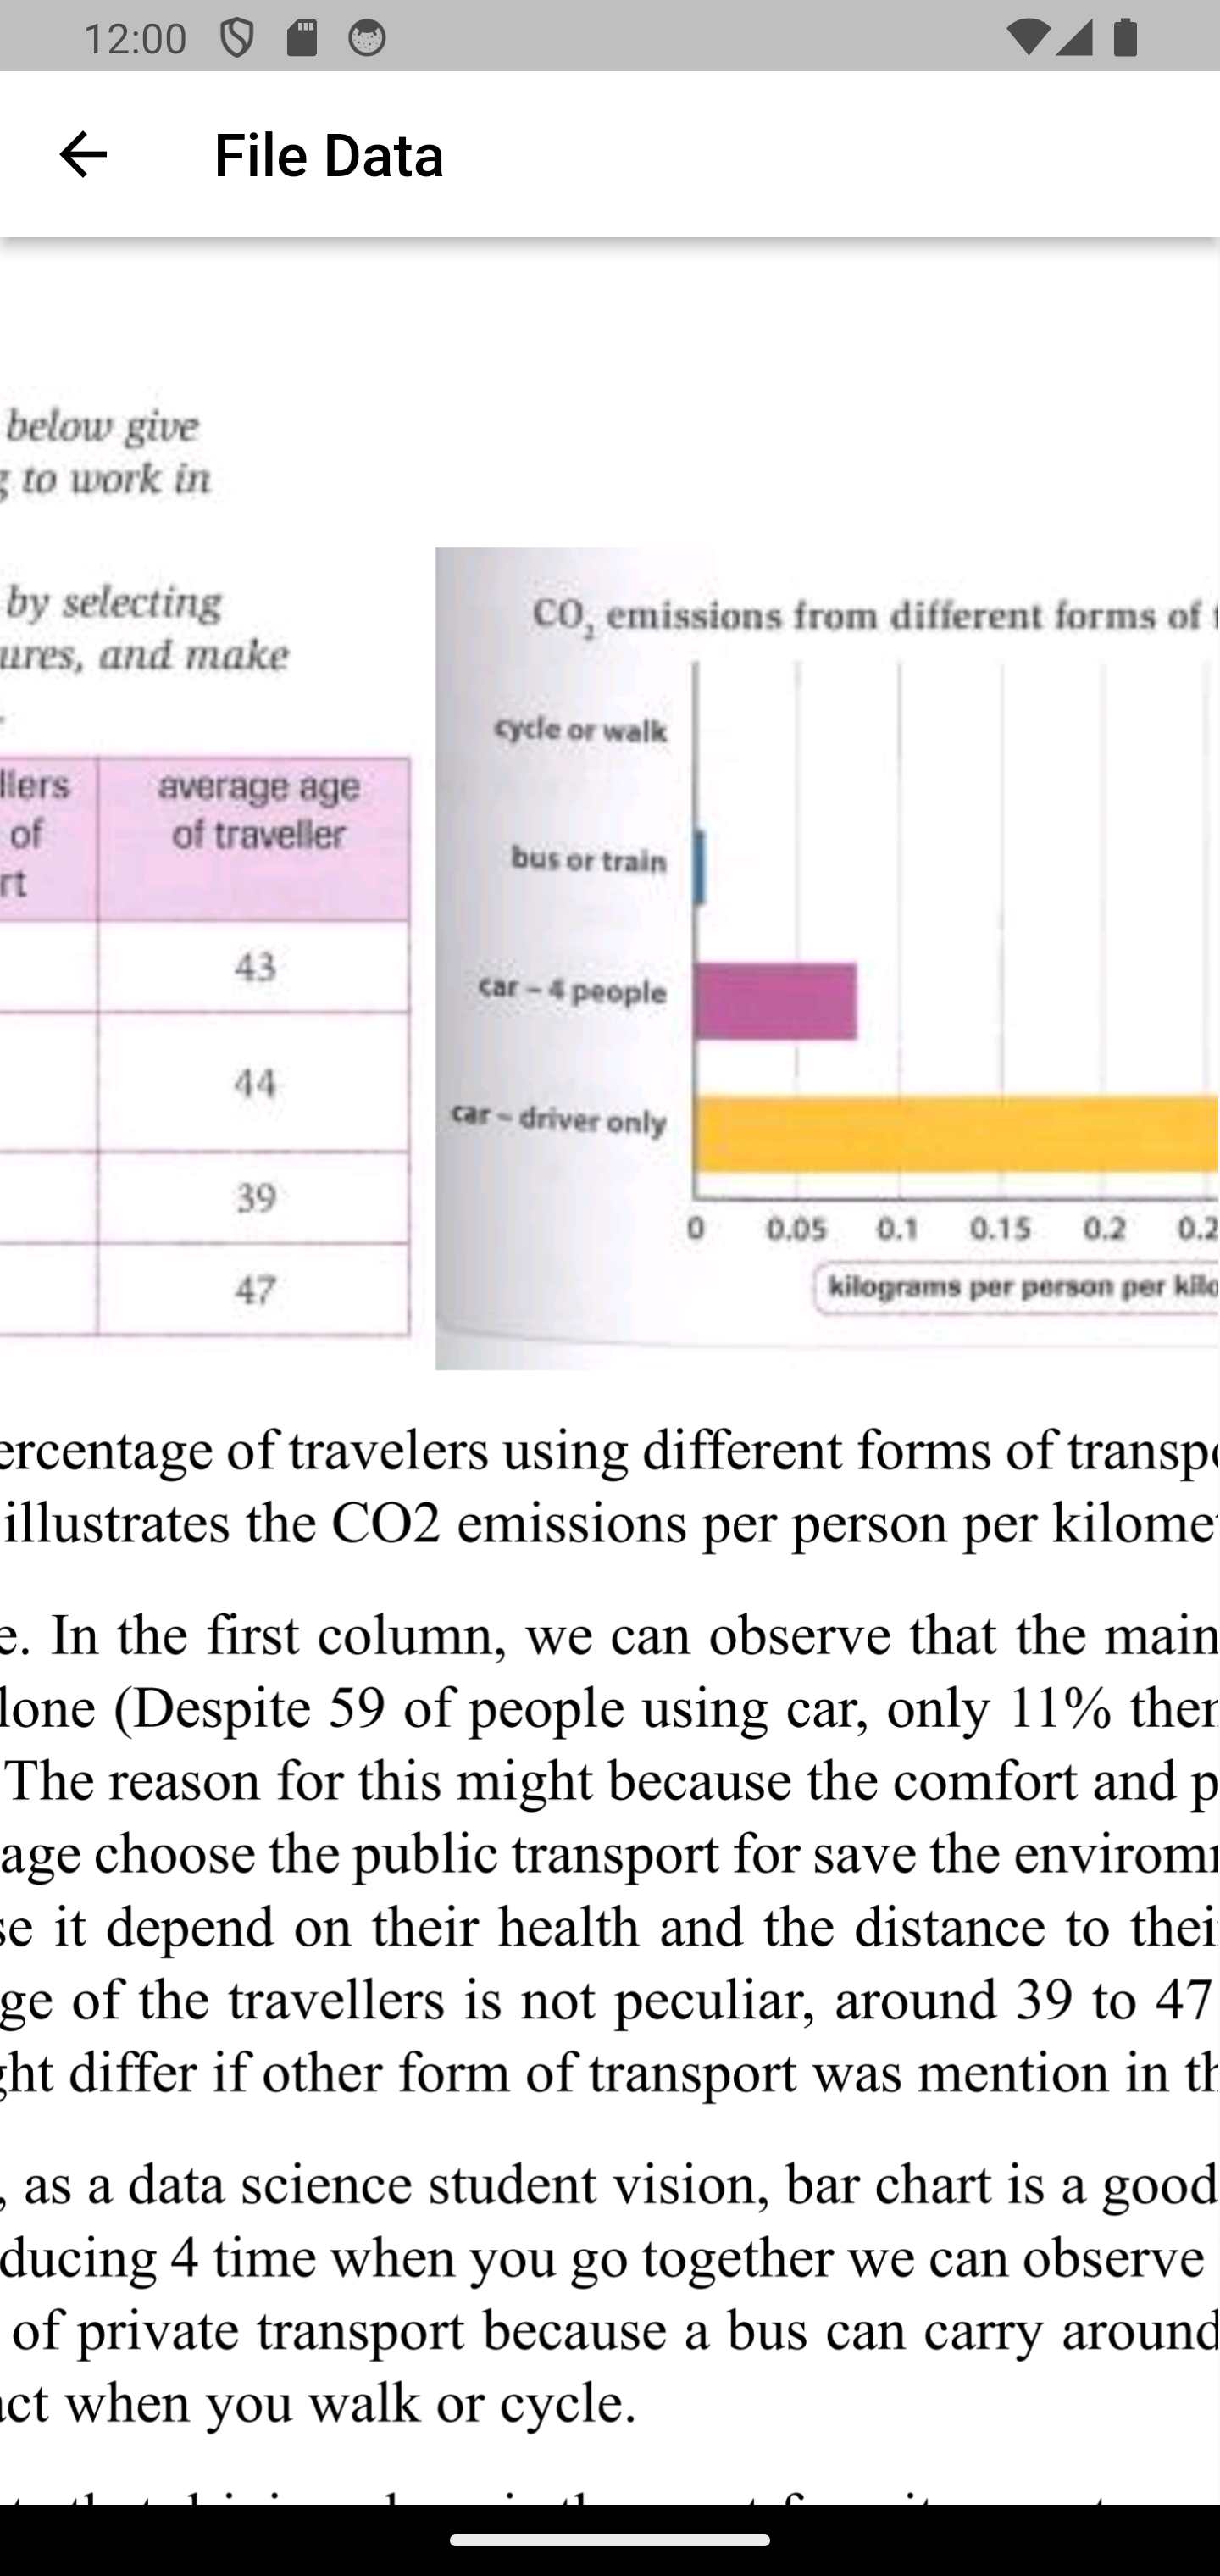 12:00
File Data
below give
to work in
by selecting
ures, and make
llers
of
rt
average age
of traveller
43
44
39
47
CO₂ emissions from different forms of
cycle or walk
bus or train
car – 4 people
car – driver only
0 0.05 0.1 0.15 0.2 0.2
kilograms per person per kilo
ercentage of travelers using different forms of transpo
illustrates the CO2 emissions per person per kilome
e. In the first column, we can observe that the main
lone (Despite 59 of people using car, only 11% then
The reason for this might because the comfort and p
age choose the public transport for save the envirom
se it depend on their health and the distance to thei
ge of the travellers is not peculiar, around 39 to 47
ght differ if other form of transport was mention in th
, as a data science student vision, bar chart is a good
ducing 4 time when you go together we can observe
of private transport because a bus can carry around
act when you walk or cycle.